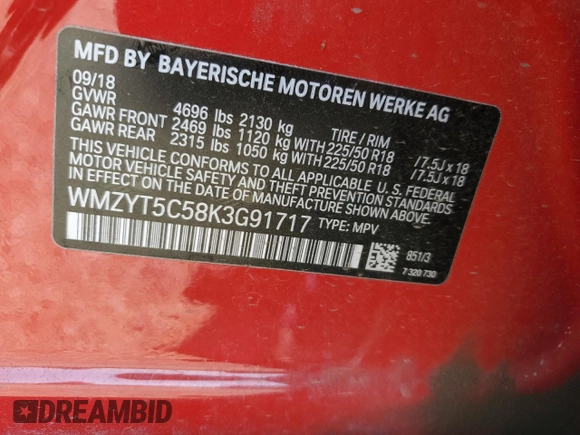 MFD BY BAYERISCHE MOTOREN WERKE AG
09/18
GVWR 4696 lbs 2130 kg TIRE / RIM
GAWR FRONT 2469 lbs 1120 kg WITH 225/50 R18 /7.5J x 18
GAWR REAR 2315 lbs 1050 kg WITH 225/50 R18 /7.5J x 18
THIS VEHICLE CONFORMS TO ALL APPLICABLE U.S. FEDERAL
MOTOR VEHICLE SAFETY AND THEFT PREVENTION STANDARDS
IN EFFECT ON THE DATE OF MANUFACTURE SHOWN ABOVE.
WMZYT5C58K3G91717 TYPE: MPV
851/3
7 320 730
DREAMBID